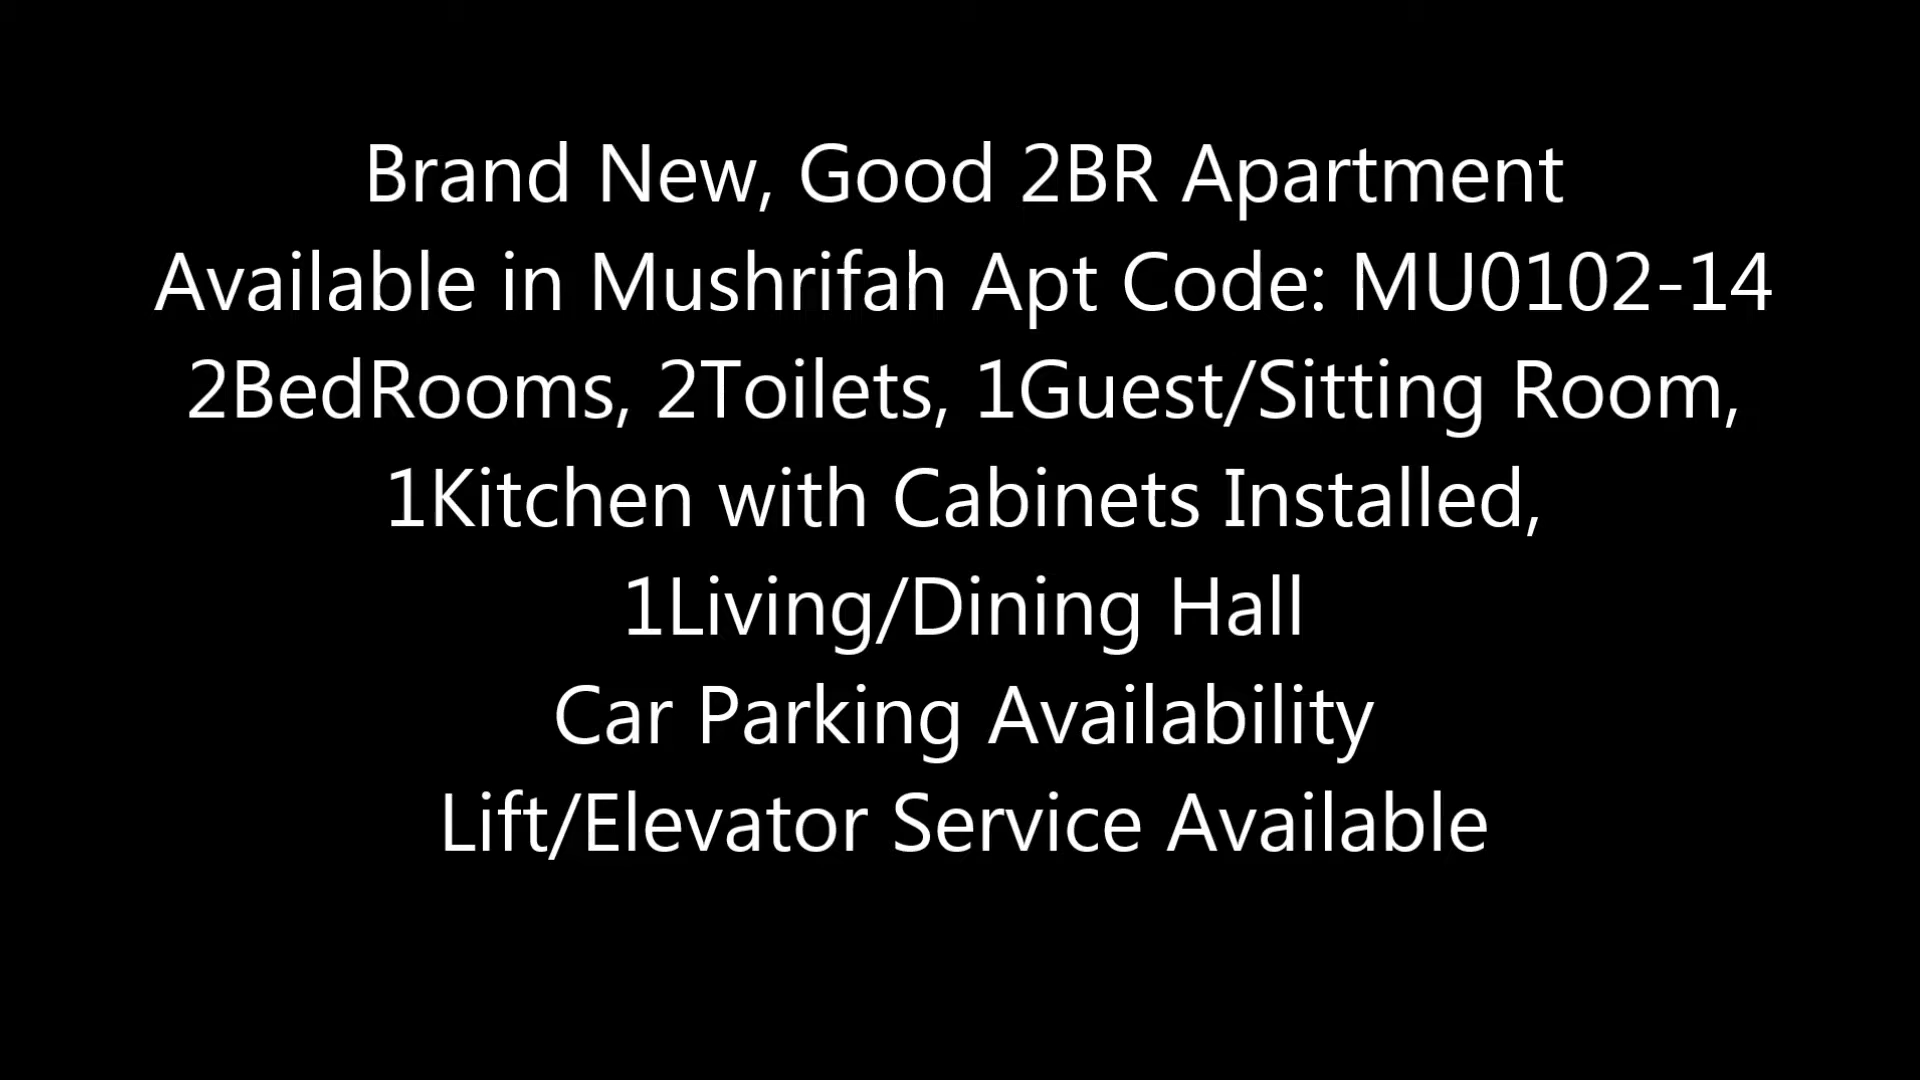 Brand New, Good 2BR Apartment
Available in Mushrifah Apt Code: MU0102-14
2BedRooms, 2Toilets, 1Guest/Sitting Room,
1Kitchen with Cabinets Installed,
1Living/Dining Hall
Car Parking Availability
Lift/Elevator Service Available